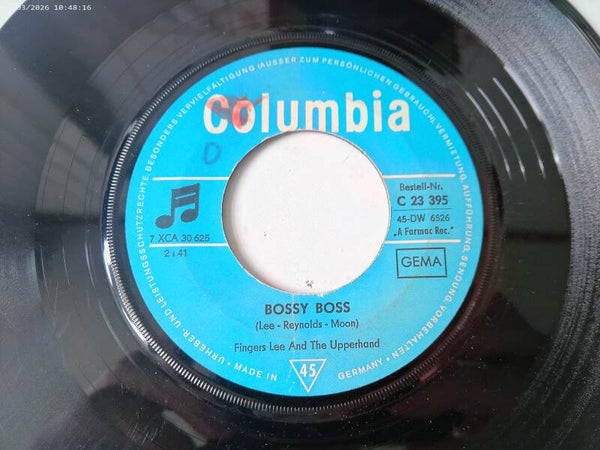 03/2026 10:48:16
URHEBER- UND LEISTUNGSSCHUTZRECHTE, BESONDERS VERVIELFÄLTIGUNG (AUSSER ZUM PERSÖNLICHEN GEBRAUCH), VERMIETUNG, AUFFÜHRUNG, SENDUNG, VORBEHALTEN
Columbia
D
7 XCA 30 625
2:41
Bestell-Nr.
C 23 395
45-DW 6526
„A Farmac Rec."
GEMA
BOSSY BOSS
(Lee - Reynolds - Moon)
Fingers Lee And The Upperhand
MADE IN 45 GERMANY